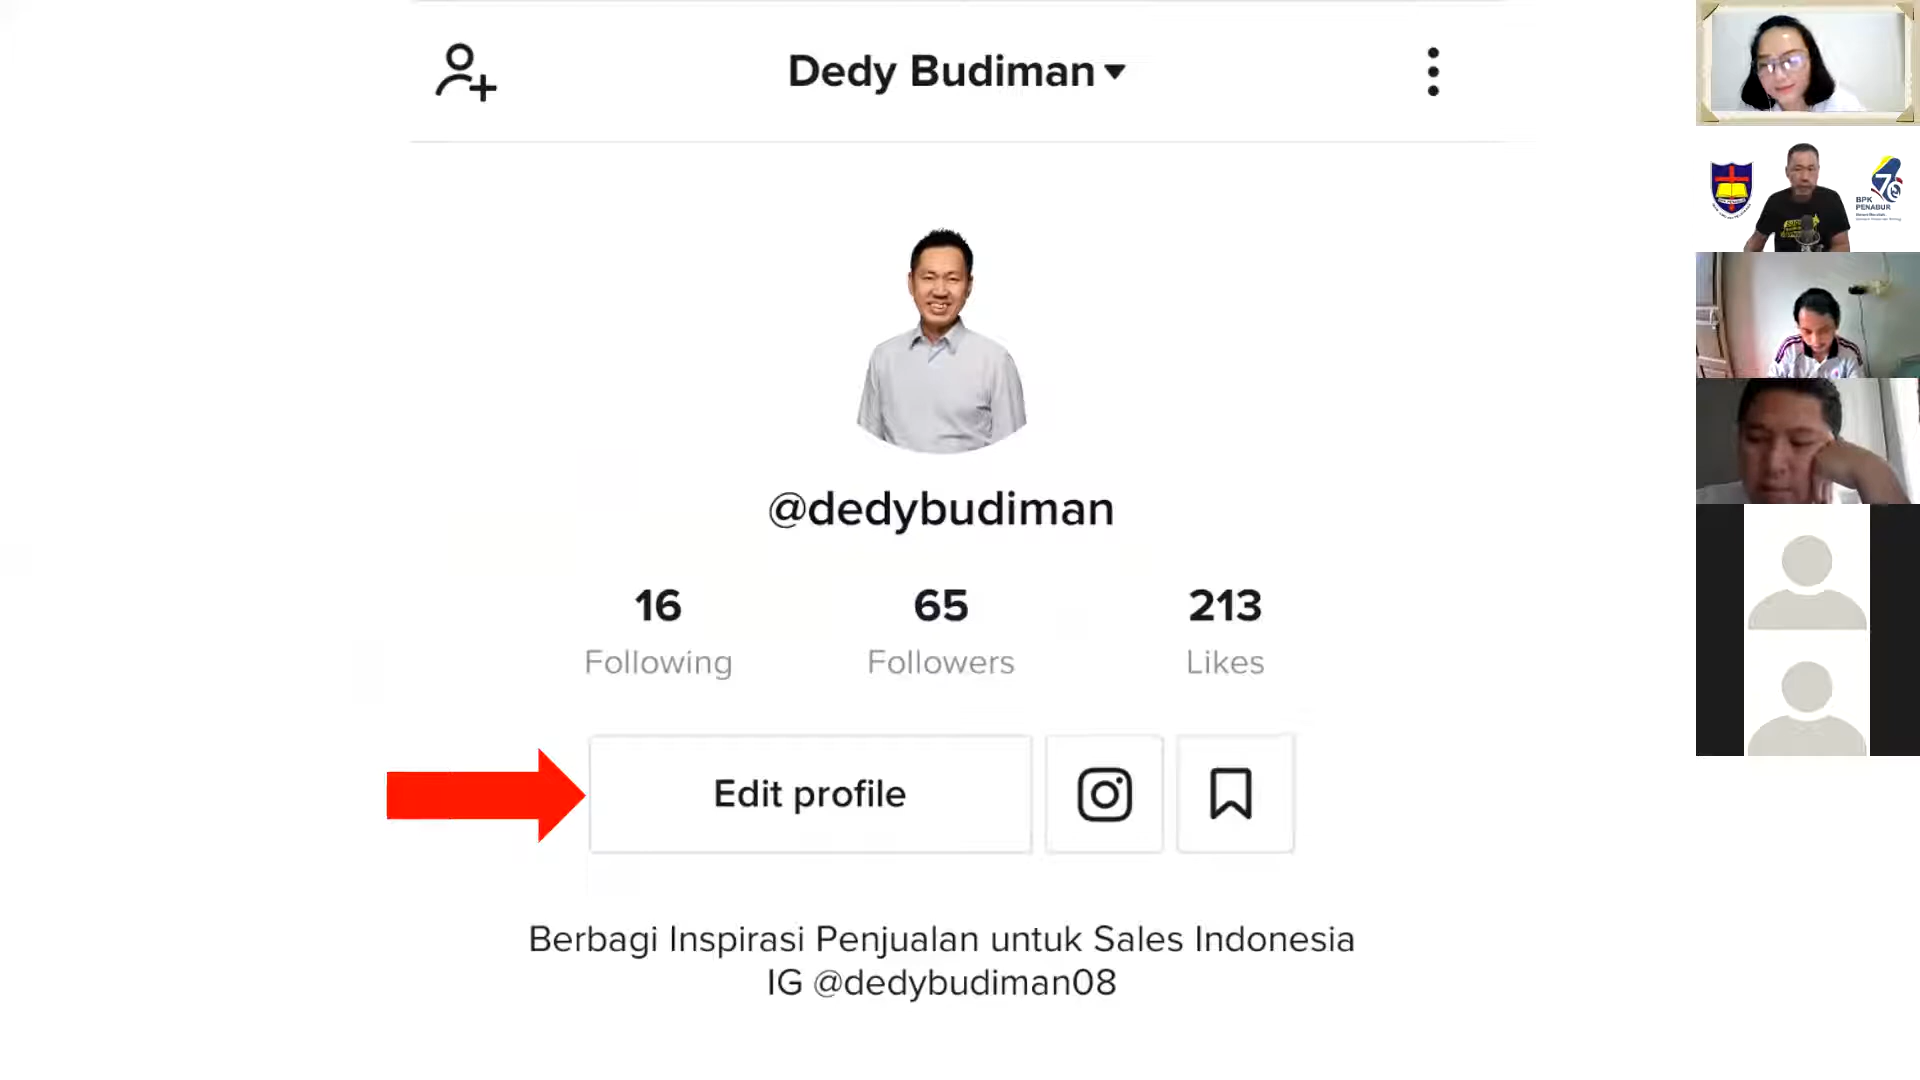 Dedy Budiman
@dedybudiman
16
65
213
Following
Followers
Likes
Edit profile
Berbagi Inspirasi Penjualan untuk Sales Indonesia
IG @dedybudiman08
BPK
PENABUR